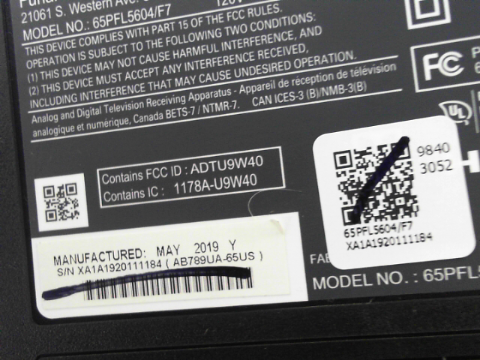 21061 S. Western Ave
MODEL NO.: 65PFL5604/F7
THIS DEVICE COMPLIES WITH PART 15 OF THE FCC RULES.
OPERATION IS SUBJECT TO THE FOLLOWING TWO CONDITIONS:
(1) THIS DEVICE MAY NOT CAUSE HARMFUL INTERFERENCE, AND
(2) THIS DEVICE MUST ACCEPT ANY INTERFERENCE RECEIVED,
INCLUDING INTERFERENCE THAT MAY CAUSE UNDESIRED OPERATION.
Analog and Digital Television Receiving Apparatus - Appareil de réception de télévision
analogique et numérique, Canada BETS-7 / NTMR-7. CAN ICES-3 (B)/NMB-3(B)
FC
UL
Contains FCC ID : ADTU9W40
Contains IC : 1178A-U9W40
9840
3052
65PFL5604/F7
XA1A1920111184
MANUFACTURED: MAY 2019 Y
S/N XA1A1920111184 ( AB789UA-65US )
MODEL NO. : 65PFL5